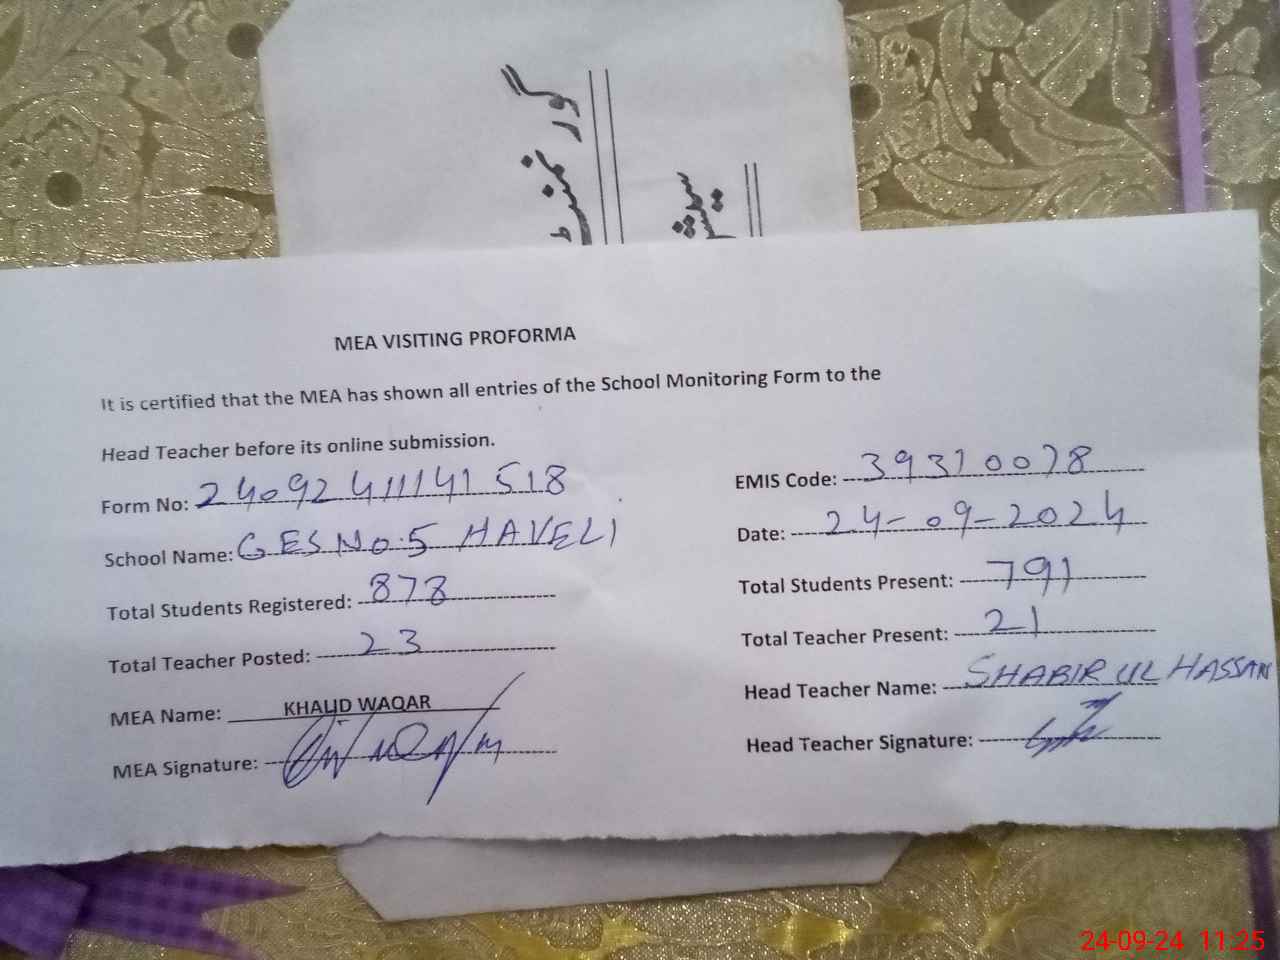 گورنمنٹ
MEA VISITING PROFORMA
It is certified that the MEA has shown all entries of the School Monitoring Form to the
Head Teacher before its online submission.
Form No: 24092411141518 EMIS Code: 39310078
School Name: GES No.5 HAVELI Date: 24-09-2024
Total Students Registered: 878 Total Students Present: 791
Total Teacher Posted: 23 Total Teacher Present: 21
MEA Name: KHALID WAQAR Head Teacher Name: SHABIR UL HASSAN
MEA Signature: Head Teacher Signature:
24-09-24 11:25